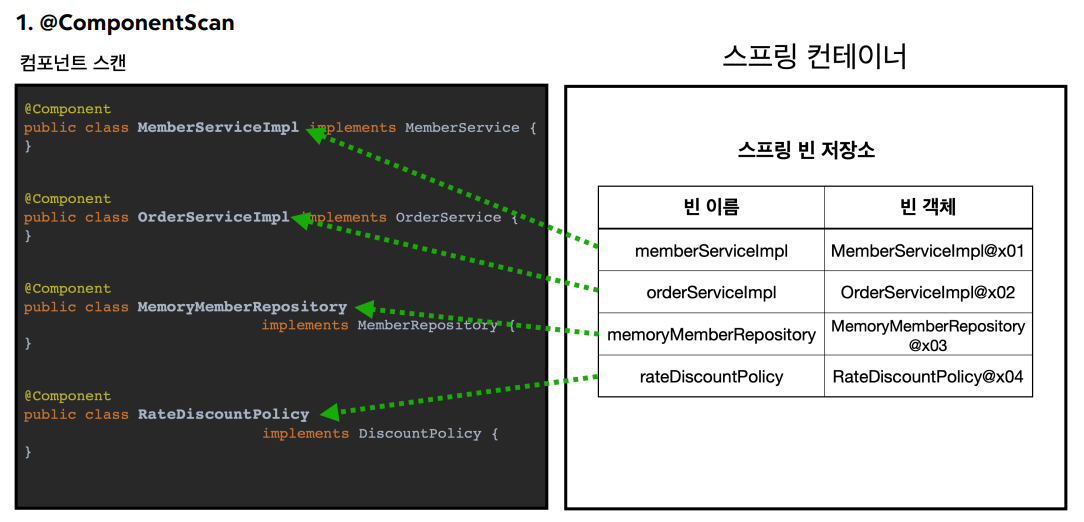 1. @ComponentScan
컴포넌트 스캔
스프링 컨테이너
@Component
public class MemberServiceImpl implements MemberService {
}
@Component
public class OrderServiceImpl implements OrderService {
}
@Component
public class MemoryMemberRepository
implements MemberRepository {
}
@Component
public class RateDiscountPolicy
implements DiscountPolicy {
}
스프링 빈 저장소
빈 이름 빈 객체
memberServiceImpl MemberServiceImpl@x01
orderServiceImpl OrderServiceImpl@x02
memoryMemberRepository MemoryMemberRepository
@x03
rateDiscountPolicy RateDiscountPolicy@x04